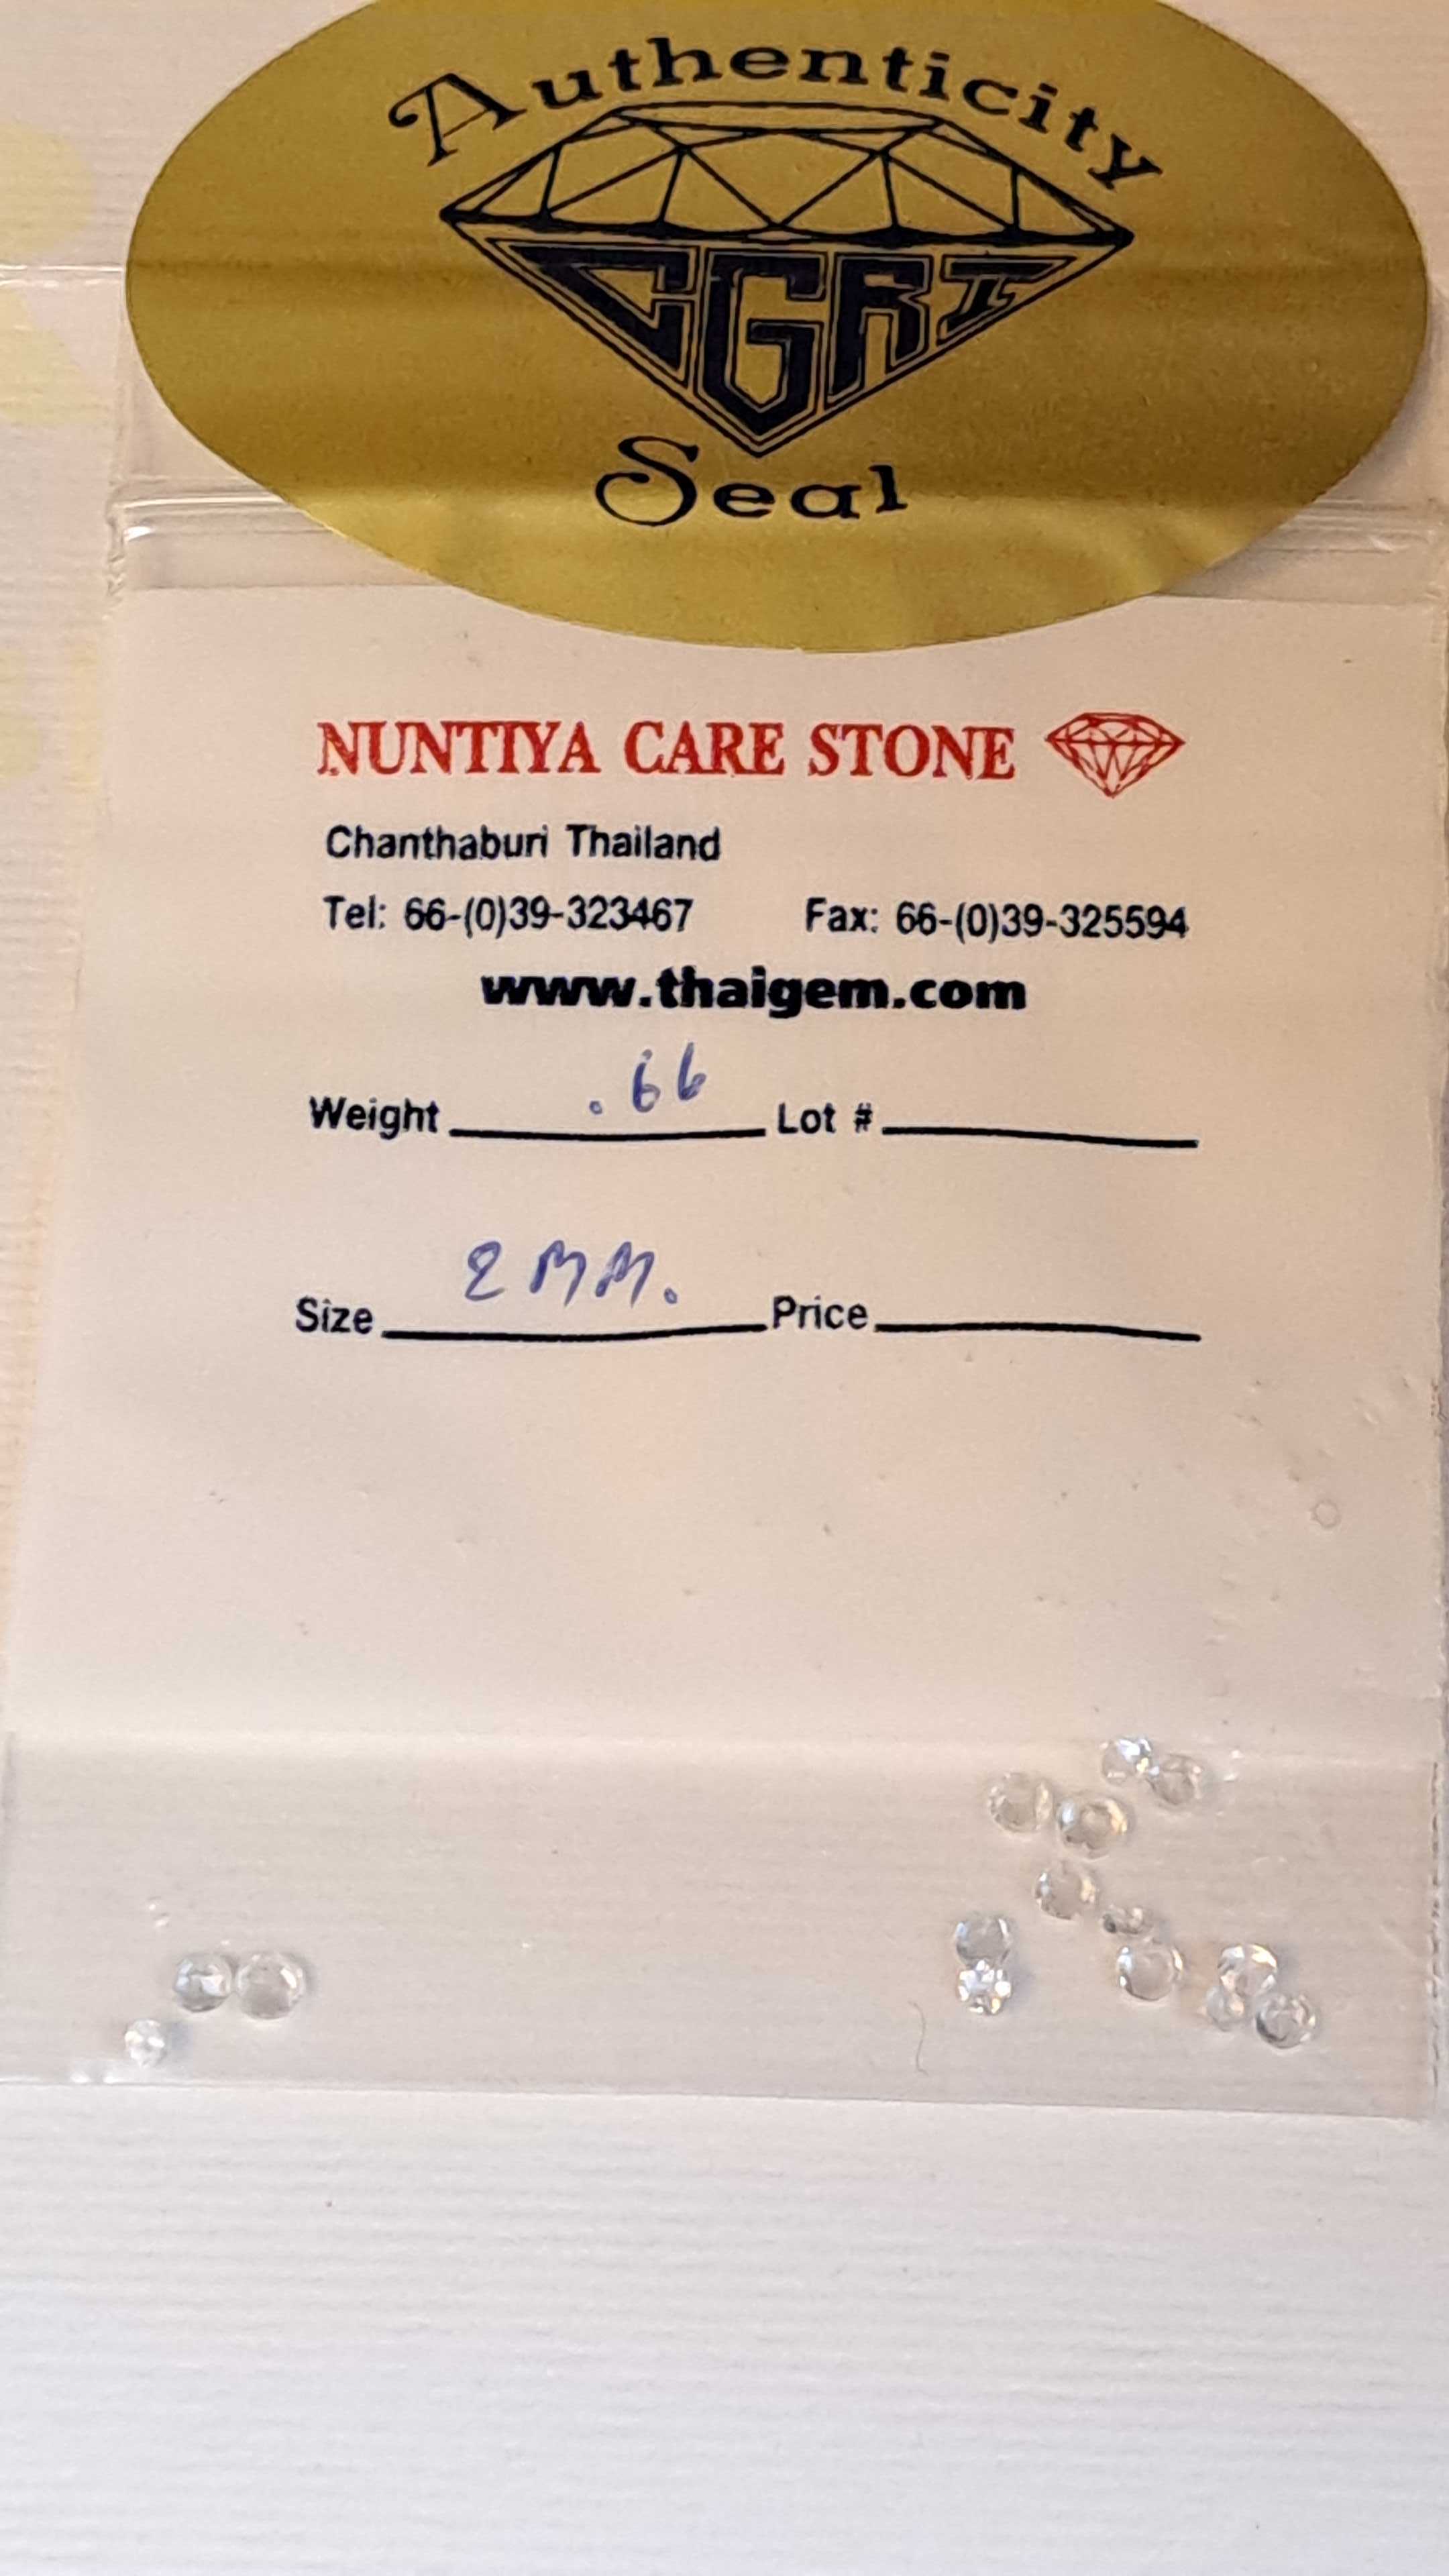 Authenticity
CGRI
Seal
NUNTIYA CARE STONE
Chanthaburi Thailand
Tel: 66-(0)39-323467 Fax: 66-(0)39-325594
www.thaigem.com
Weight .66 Lot #
Size 2 MM. Price